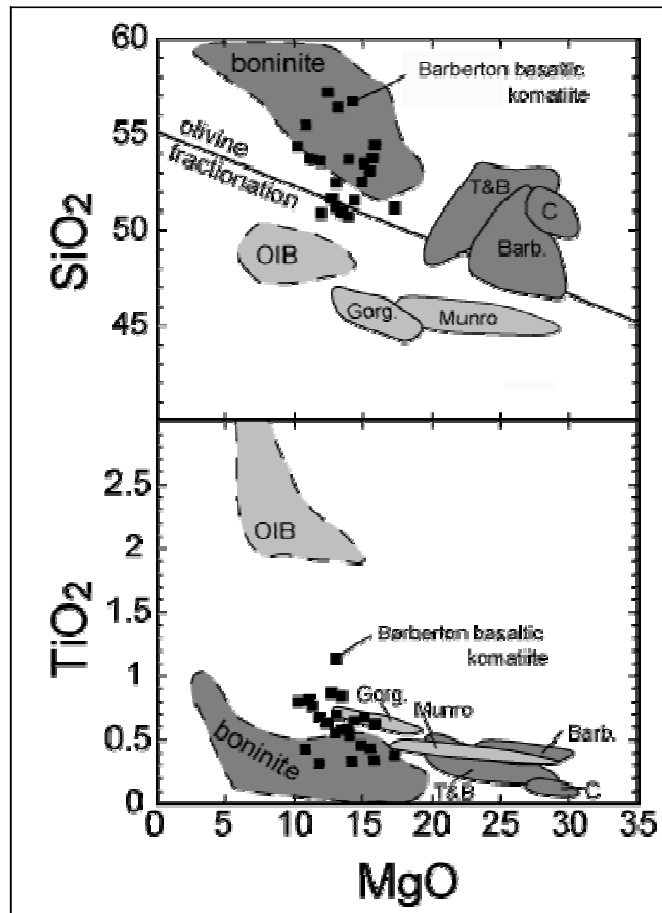 60
55
50
45
SiO2
boninite
Barberton basaltic
komatiite
olivine
fractionation
T&B
C
Barb.
OIB
Gorg.
Munro
2.5
2
1.5
1
0.5
0
TiO2
OIB
Barberton basaltic
komatiite
Gorg.
Munro
Barb.
boninite
T&B
C
0 5 10 15 20 25 30 35
MgO